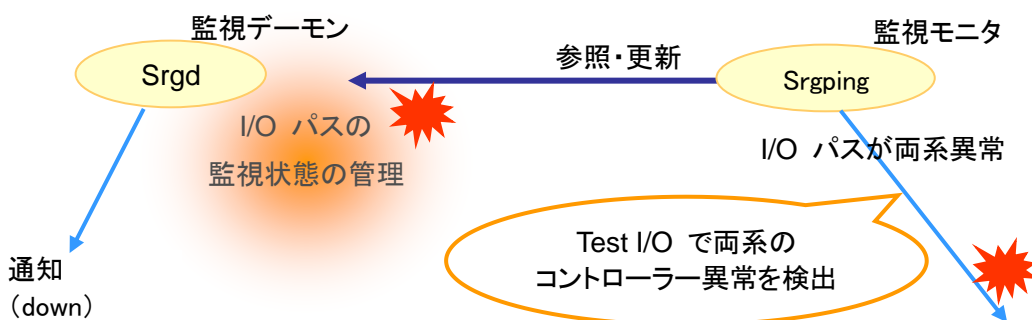 監視デーモン
Srgd
参照・更新
監視モニタ
Srgping
I/O パスの
監視状態の管理
I/O パスが両系異常
Test I/O で両系の
コントローラー異常を検出
通知
(down)